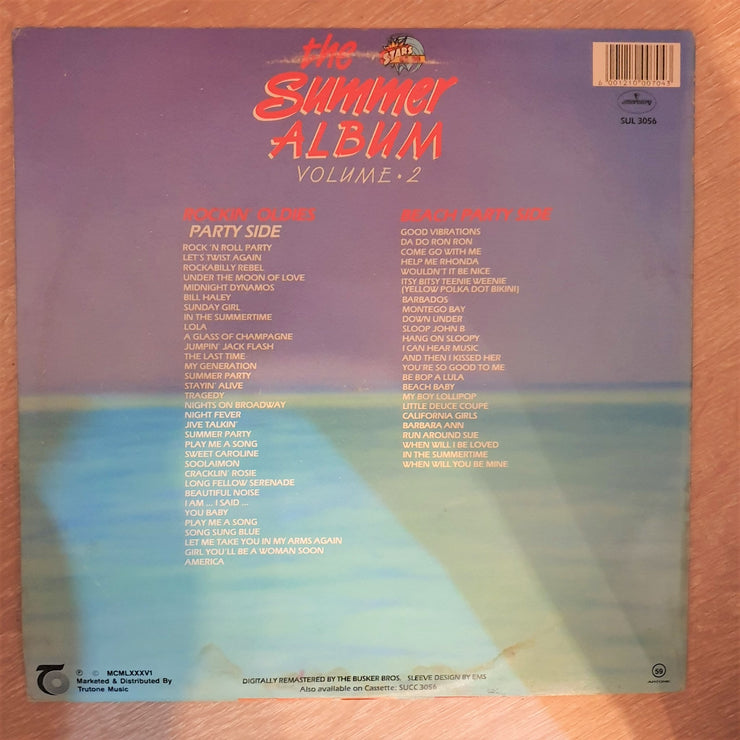 the
STARS
Summer
ALBUM
VOLUME • 2
6 001210 007043
mercury
SUL 3056
ROCKIN' OLDIES
PARTY SIDE
ROCK 'N ROLL PARTY
LET'S TWIST AGAIN
ROCKABILLY REBEL
UNDER THE MOON OF LOVE
MIDNIGHT DYNAMOS
BILL HALEY
SUNDAY GIRL
IN THE SUMMERTIME
LOLA
A GLASS OF CHAMPAGNE
JUMPIN' JACK FLASH
THE LAST TIME
MY GENERATION
SUMMER PARTY
STAYIN' ALIVE
TRAGEDY
NIGHTS ON BROADWAY
NIGHT FEVER
JIVE TALKIN'
SUMMER PARTY
PLAY ME A SONG
SWEET CAROLINE
SOOLAIMON
CRACKLIN' ROSIE
LONG FELLOW SERENADE
BEAUTIFUL NOISE
I AM ... I SAID ...
YOU BABY
PLAY ME A SONG
SONG SUNG BLUE
LET ME TAKE YOU IN MY ARMS AGAIN
GIRL YOU'LL BE A WOMAN SOON
AMERICA
BEACH PARTY SIDE
GOOD VIBRATIONS
DA DO RON RON
COME GO WITH ME
HELP ME RHONDA
WOULDN'T IT BE NICE
ITSY BITSY TEENIE WEENIE
(YELLOW POLKA DOT BIKINI)
BARBADOS
MONTEGO BAY
DOWN UNDER
SLOOP JOHN B
HANG ON SLOOPY
I CAN HEAR MUSIC
AND THEN I KISSED HER
YOU'RE SO GOOD TO ME
BE BOP A LULA
BEACH BABY
MY BOY LOLLIPOP
LITTLE DEUCE COUPE
CALIFORNIA GIRLS
BARBARA ANN
RUN AROUND SUE
WHEN WILL I BE LOVED
IN THE SUMMERTIME
WHEN WILL YOU BE MINE
℗ © MCMLXXXV1
Marketed & Distributed By
Trutone Music
DIGITALLY REMASTERED BY THE BUSKER BROS. SLEEVE DESIGN BY EMS
Also available on Cassette: SUCC 3056
59
ARTONE